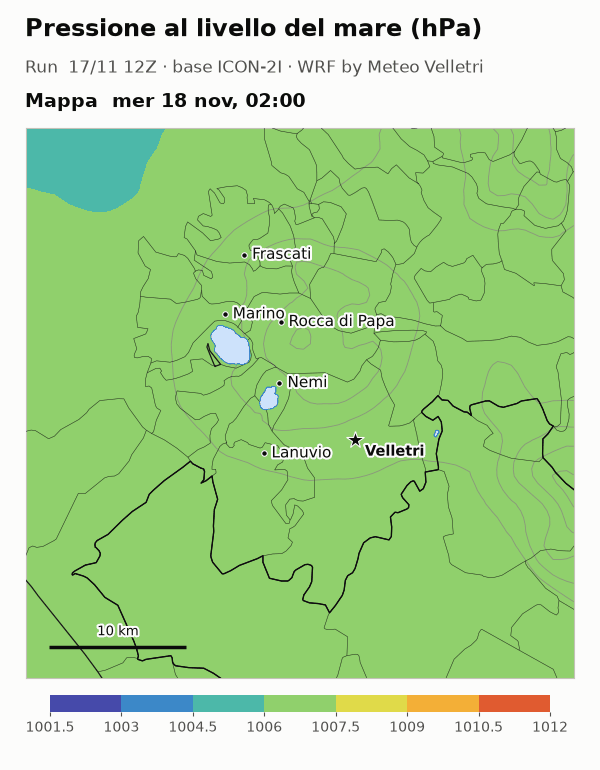 Pressione al livello del mare (hPa)
Run  17/11 12Z · base ICON-2I · WRF by Meteo Velletri
Mappa  mer 18 nov, 02:00
Frascati
Marino
Rocca di Papa
Nemi
Velletri
Lanuvio
10 km
1001.5 1003 1004.5 1006 1007.5 1009 1010.5 1012